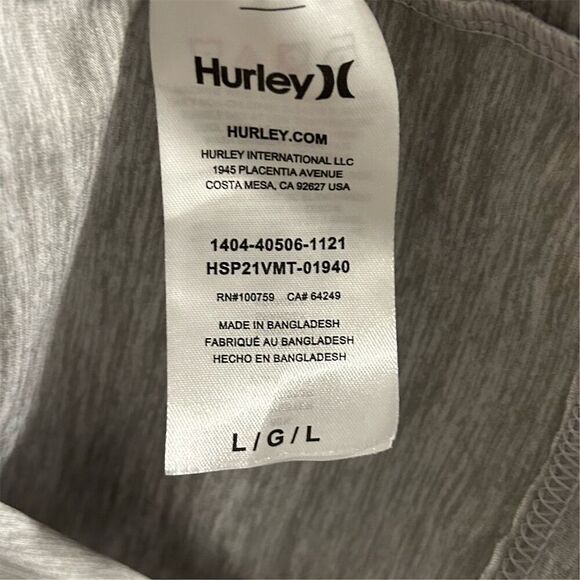 Hurley
HURLEY.COM
HURLEY INTERNATIONAL LLC
1945 PLACENTIA AVENUE
COSTA MESA, CA 92627 USA
1404-40506-1121
HSP21VMT-01940
RN#100759 CA# 64249
MADE IN BANGLADESH
FABRIQUÉ AU BANGLADESH
HECHO EN BANGLADESH
L / G / L